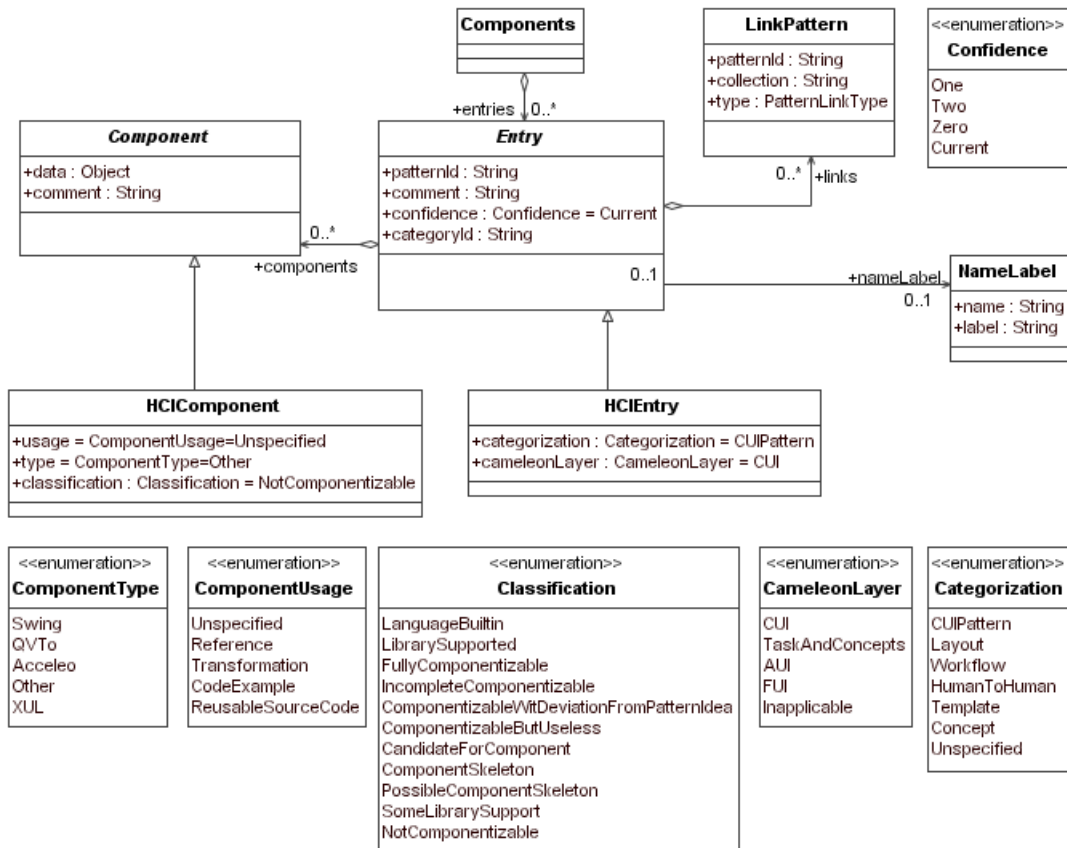 Components
+entries
0..*
LinkPattern
+patternId : String
+collection : String
+type : PatternLinkType
<<enumeration>>
Confidence
One
Two
Zero
Current
Component
+data : Object
+comment : String
Entry
+patternId : String
+comment : String
+confidence : Confidence = Current
+categoryId : String
0..*
+links
0..*
+components
0..1
+nameLabel
0..1
NameLabel
+name : String
+label : String
HCIComponent
+usage = ComponentUsage=Unspecified
+type = ComponentType=Other
+classification : Classification = NotComponentizable
HCIEntry
+categorization : Categorization = CUIPattern
+cameleonLayer : CameleonLayer = CUI
<<enumeration>>
ComponentType
Swing
QVTo
Acceleo
Other
XUL
<<enumeration>>
ComponentUsage
Unspecified
Reference
Transformation
CodeExample
ReusableSourceCode
<<enumeration>>
Classification
LanguageBuiltin
LibrarySupported
FullyComponentizable
IncompleteComponentizable
ComponentizableWitDeviationFromPatternIdea
ComponentizableButUseless
CandidateForComponent
ComponentSkeleton
PossibleComponentSkeleton
SomeLibrarySupport
NotComponentizable
<<enumeration>>
CameleonLayer
CUI
TaskAndConcepts
AUI
FUI
Inapplicable
<<enumeration>>
Categorization
CUIPattern
Layout
Workflow
HumanToHuman
Template
Concept
Unspecified